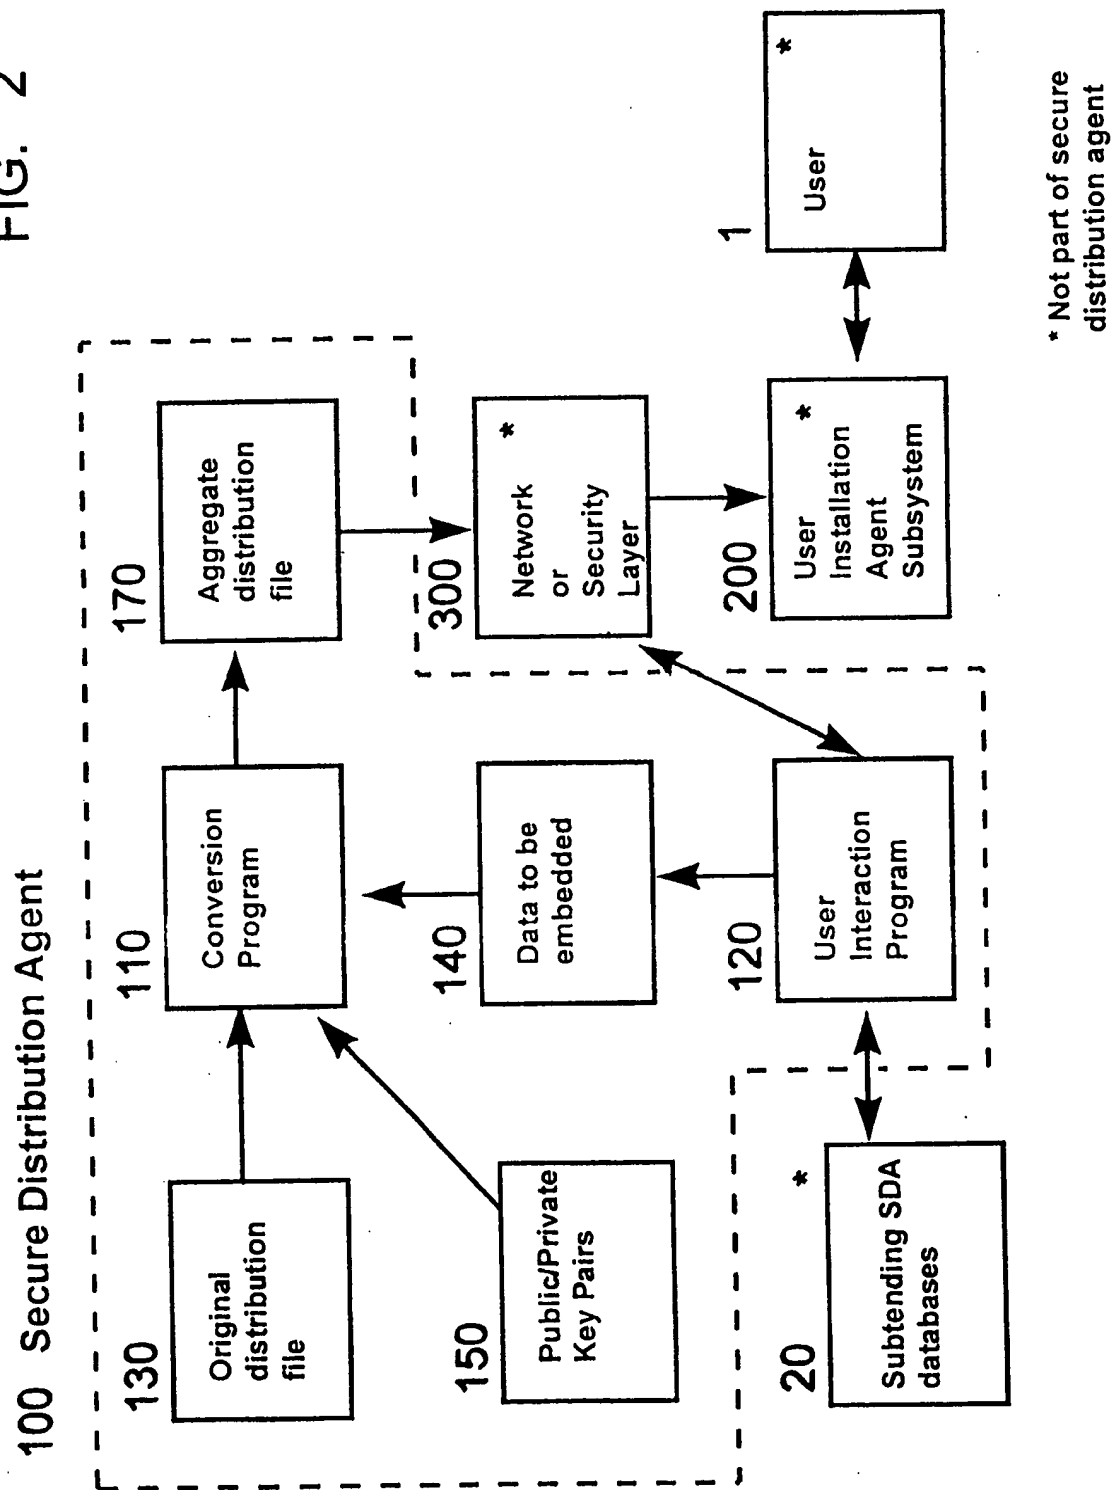 FIG. 2
100 Secure Distribution Agent
130
Original
distribution
file
110
Conversion
Program
170
Aggregate
distribution
file
150
Public/Private
Key Pairs
140
Data to be
embedded
300
*
Network
or
Security
Layer
20
*
Subtending SDA
databases
120
User
Interaction
Program
200
User *
Installation
Agent
Subsystem
1
*
User
* Not part of secure
distribution agent